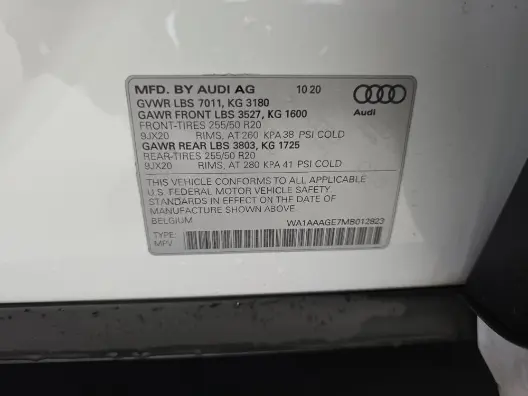 MFD. BY AUDI AG 10 20
GVWR LBS 7011, KG 3180
GAWR FRONT LBS 3527, KG 1600
FRONT-TIRES 255/50 R20
9JX20 RIMS, AT 260 KPA 38 PSI COLD
GAWR REAR LBS 3803, KG 1725
REAR-TIRES 255/50 R20
9JX20 RIMS, AT 280 KPA 41 PSI COLD
Audi
THIS VEHICLE CONFORMS TO ALL APPLICABLE
U.S. FEDERAL MOTOR VEHICLE SAFETY
STANDARDS IN EFFECT ON THE DATE OF
MANUFACTURE SHOWN ABOVE.
BELGIUM WA1AAAGE7MB012823
TYPE:
MPV